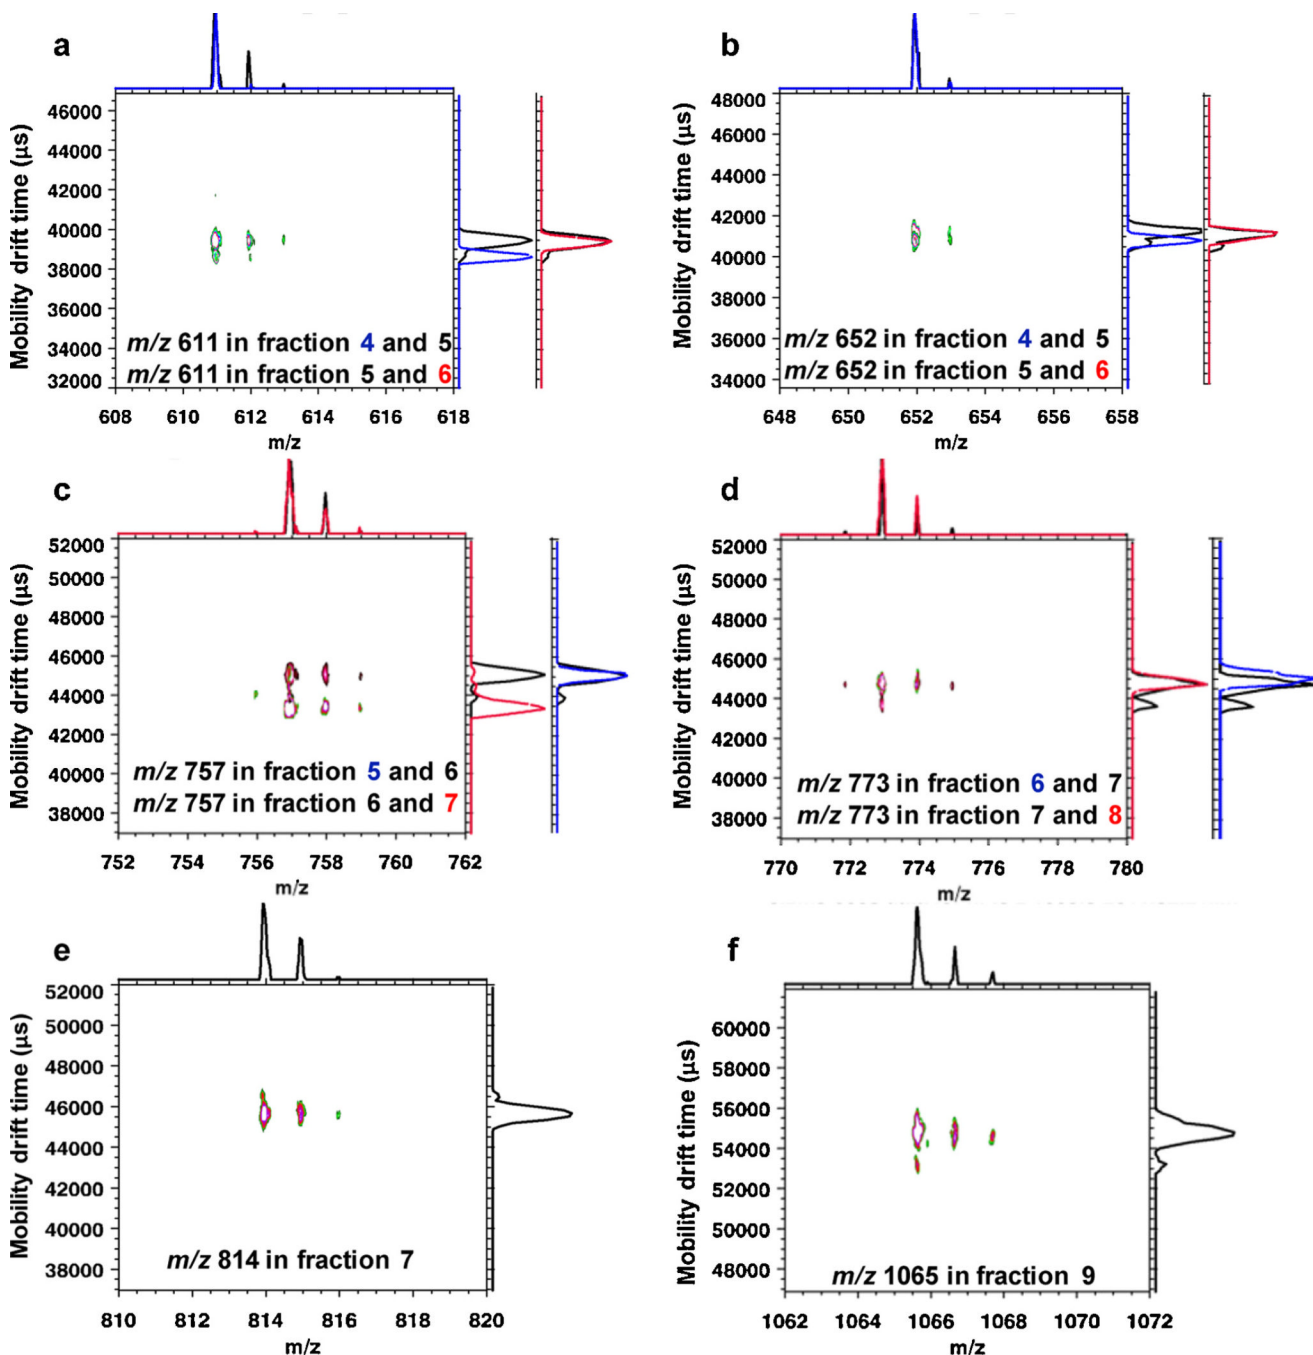 a
46000
44000
42000
40000
38000
36000
34000
32000
Mobility drift time (µs)
m/z 611 in fraction 4 and 5
m/z 611 in fraction 5 and 6
608 610 612 614 616 618
m/z
b
48000
46000
44000
42000
40000
38000
36000
34000
Mobility drift time (µs)
m/z 652 in fraction 4 and 5
m/z 652 in fraction 5 and 6
648 650 652 654 656 658
m/z
c
52000
50000
48000
46000
44000
42000
40000
38000
Mobility drift time (µs)
m/z 757 in fraction 5 and 6
m/z 757 in fraction 6 and 7
752 754 756 758 760 762
m/z
d
52000
50000
48000
46000
44000
42000
40000
38000
Mobility drift time (µs)
m/z 773 in fraction 6 and 7
m/z 773 in fraction 7 and 8
770 772 774 776 778 780
m/z
e
52000
50000
48000
46000
44000
42000
40000
38000
Mobility drift time (µs)
m/z 814 in fraction 7
810 812 814 816 818 820
m/z
f
60000
58000
56000
54000
52000
50000
48000
Mobility drift time (µs)
m/z 1065 in fraction 9
1062 1064 1066 1068 1070 1072
m/z